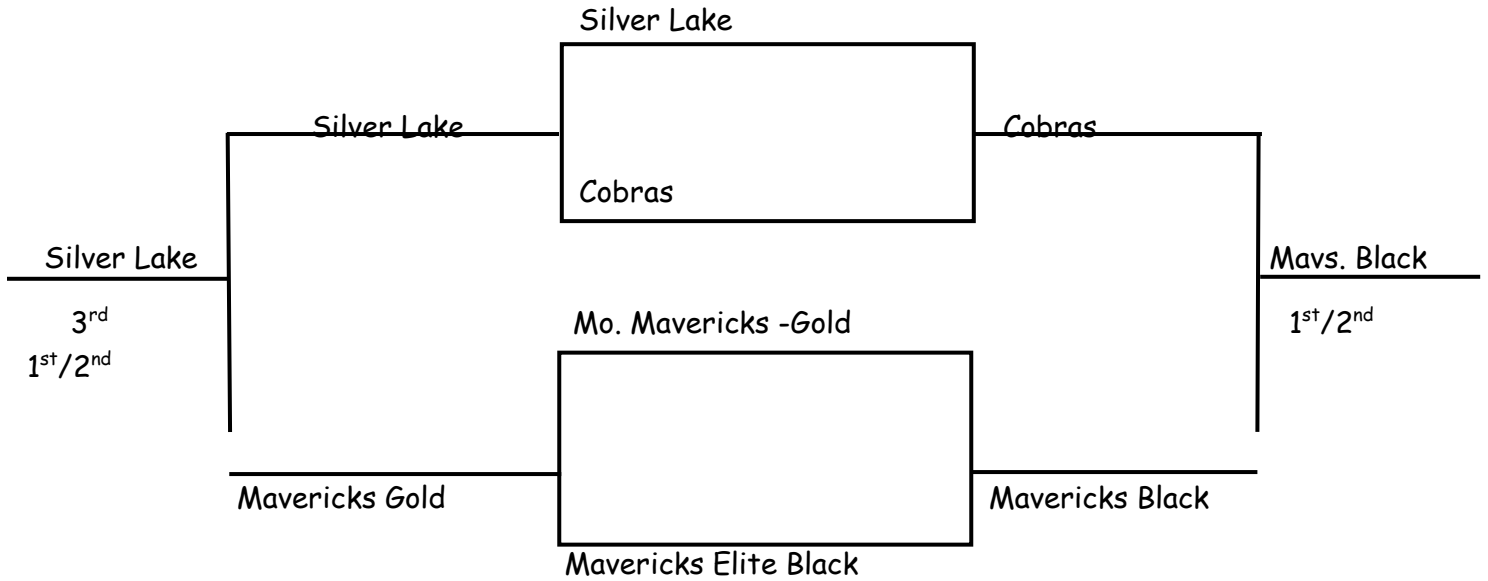 Silver Lake
Silver Lake
Cobras
Cobras
Silver Lake
Mavs. Black
3rd
1st/2nd
Mo. Mavericks -Gold
1st/2nd
Mavericks Gold
Mavericks Black
Mavericks Elite Black